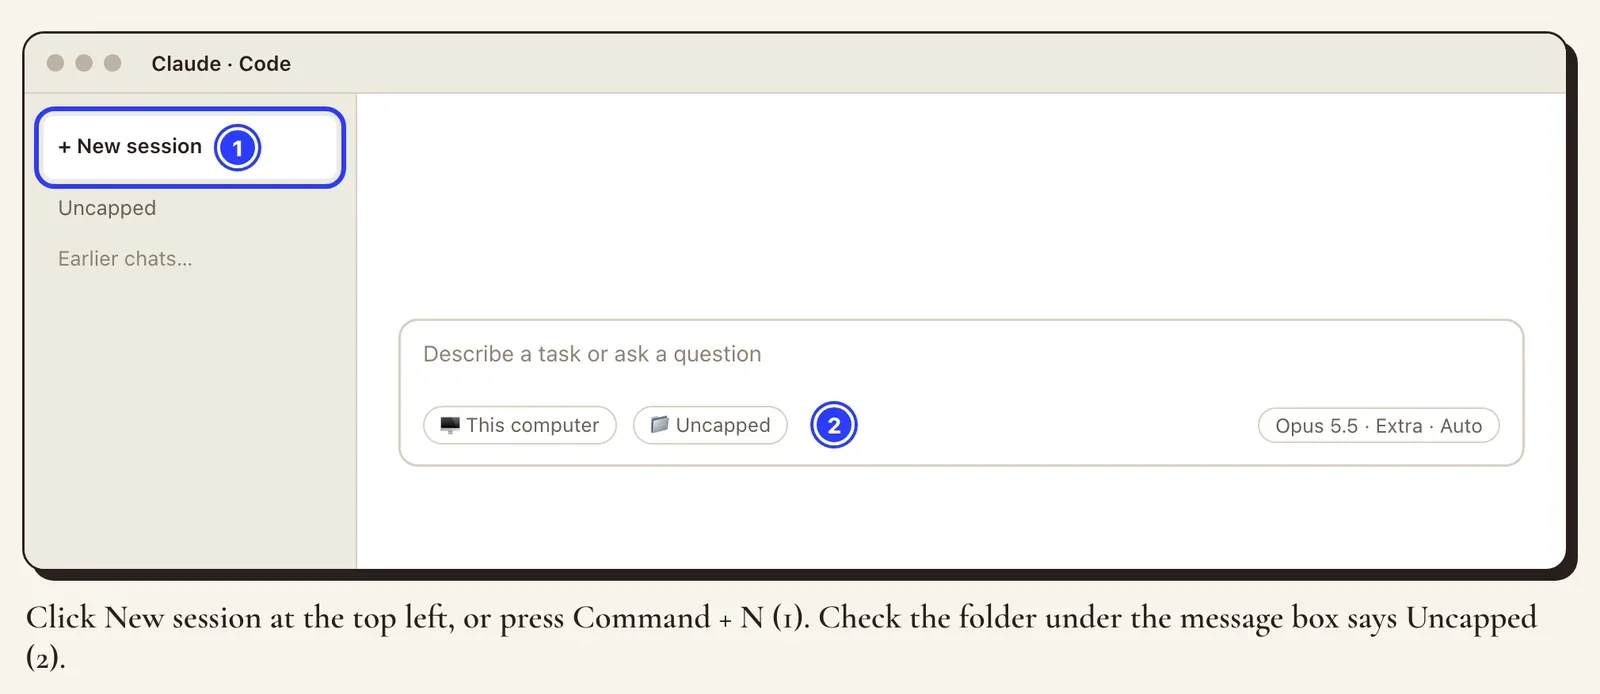 Claude · Code
+ New session 1
Uncapped
Earlier chats...
Describe a task or ask a question
This computer Uncapped 2 Opus 5.5 · Extra · Auto
Click New session at the top left, or press Command + N (1). Check the folder under the message box says Uncapped
(2).